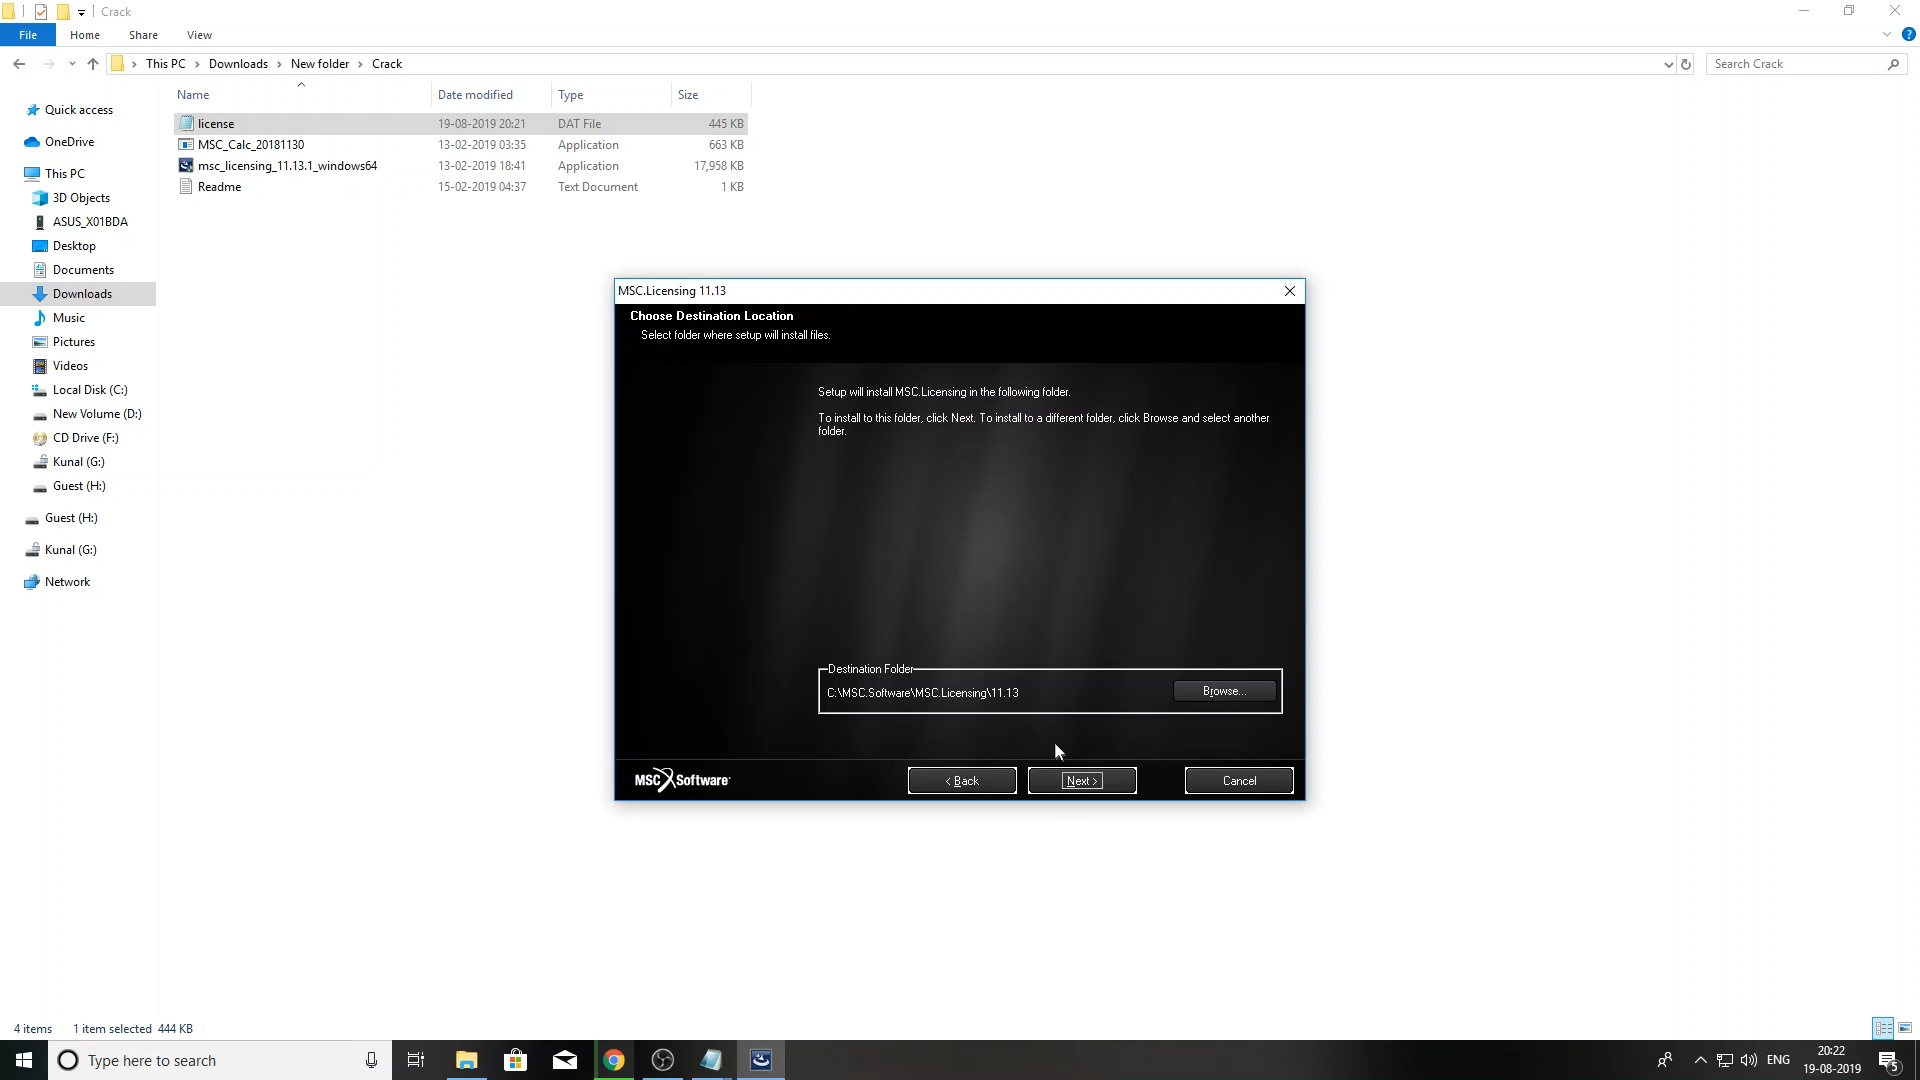 Crack
File
Home
Share
View
This PC
Downloads
New folder
Crack
Search Crack
Name
Date modified
Type
Size
license
19-08-2019 20:21
DAT File
445 KB
MSC_Calc_20181130
13-02-2019 03:35
Application
663 KB
msc_licensing_11.13.1_windows64
13-02-2019 18:41
Application
17,958 KB
Readme
15-02-2019 04:37
Text Document
1 KB
Quick access
OneDrive
This PC
3D Objects
ASUS_X01BDA
Desktop
Documents
Downloads
Music
Pictures
Videos
Local Disk (C:)
New Volume (D:)
CD Drive (F:)
Kunal (G:)
Guest (H:)
Guest (H:)
Kunal (G:)
Network
MSC.Licensing 11.13
Choose Destination Location
Select folder where setup will install files.
Setup will install MSC.Licensing in the following folder.
To install to this folder, click Next. To install to a different folder, click Browse and select another
folder.
Destination Folder
C:\MSC.Software\MSC.Licensing\11.13
Browse...
MSC Software
< Back
Next >
Cancel
4 items
1 item selected 444 KB
Type here to search
ENG
20:22
19-08-2019
5